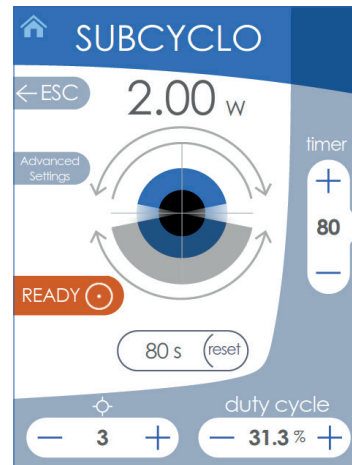 SUBCYCLO
←ESC
2.00 W
Advanced
Settings
timer
+
80
−
READY
80 s (reset
duty cycle
− 3 +
− 31.3 % +